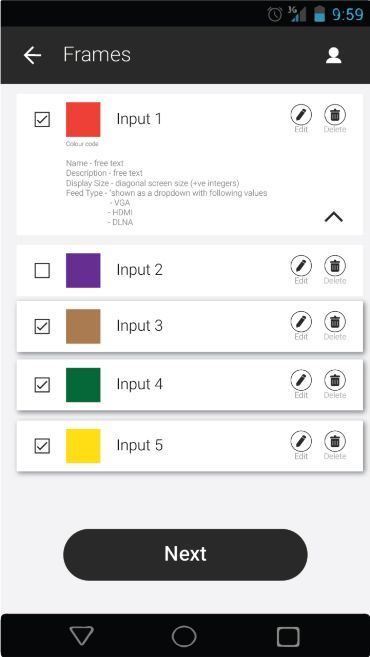 3G 9:59
Frames
Input 1
Edit Delete
Colour code
Name - free text
Description - free text
Display Size - diagonal screen size (+ve integers)
Feed Type - "shown as a dropdown with following values
- VGA
- HDMI
- DLNA
Input 2
Edit Delete
Input 3
Edit Delete
Input 4
Edit Delete
Input 5
Edit Delete
Next